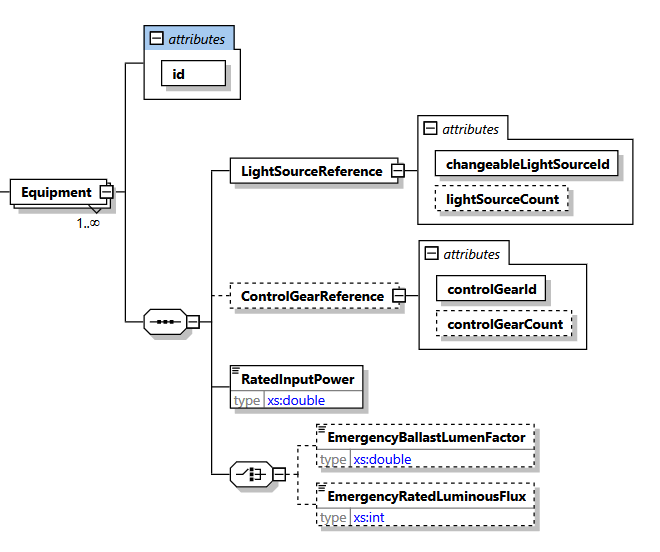 attributes
id
Equipment
1..∞
LightSourceReference
attributes
changeableLightSourceId
lightSourceCount
ControlGearReference
attributes
controlGearId
controlGearCount
RatedInputPower
type xs:double
EmergencyBallastLumenFactor
type xs:double
EmergencyRatedLuminousFlux
type xs:int